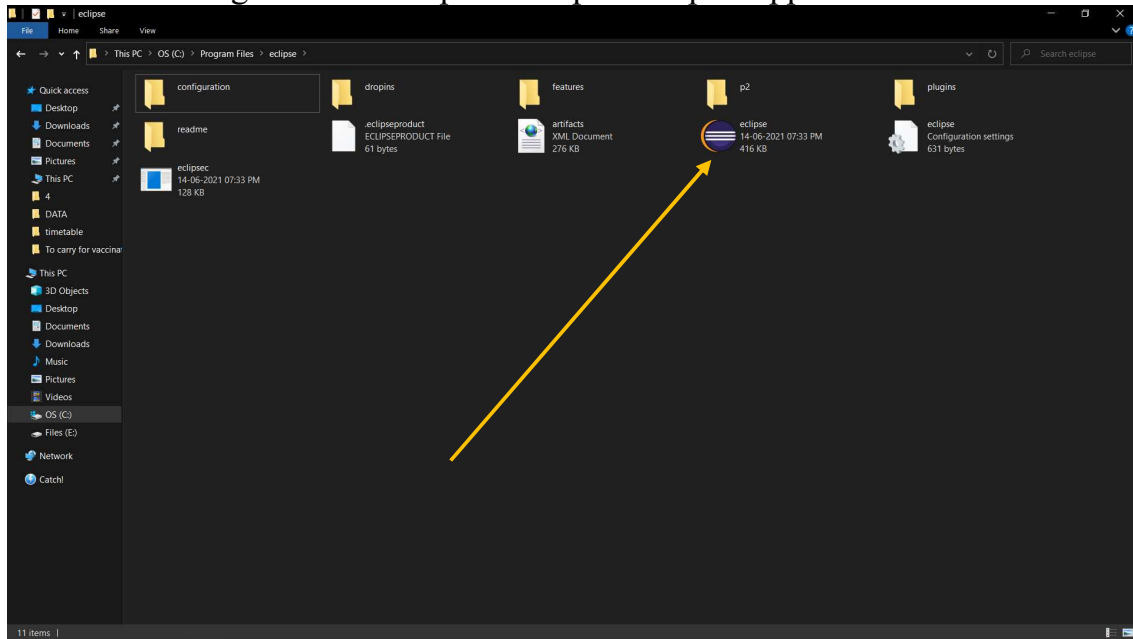 eclipse
File Home Share View
This PC > OS (C:) > Program Files > eclipse >
Search eclipse
Quick access
Desktop
Downloads
Documents
Pictures
This PC
4
DATA
timetable
To carry for vaccinat
This PC
3D Objects
Desktop
Documents
Downloads
Music
Pictures
Videos
OS (C:)
Files (E:)
Network
Catch!
configuration
dropins
features
p2
plugins
readme
.eclipseproduct
ECLIPSEPRODUCT File
61 bytes
artifacts
XML Document
276 KB
eclipse
14-06-2021 07:33 PM
416 KB
eclipse
Configuration settings
631 bytes
eclipsec
14-06-2021 07:33 PM
128 KB
11 items